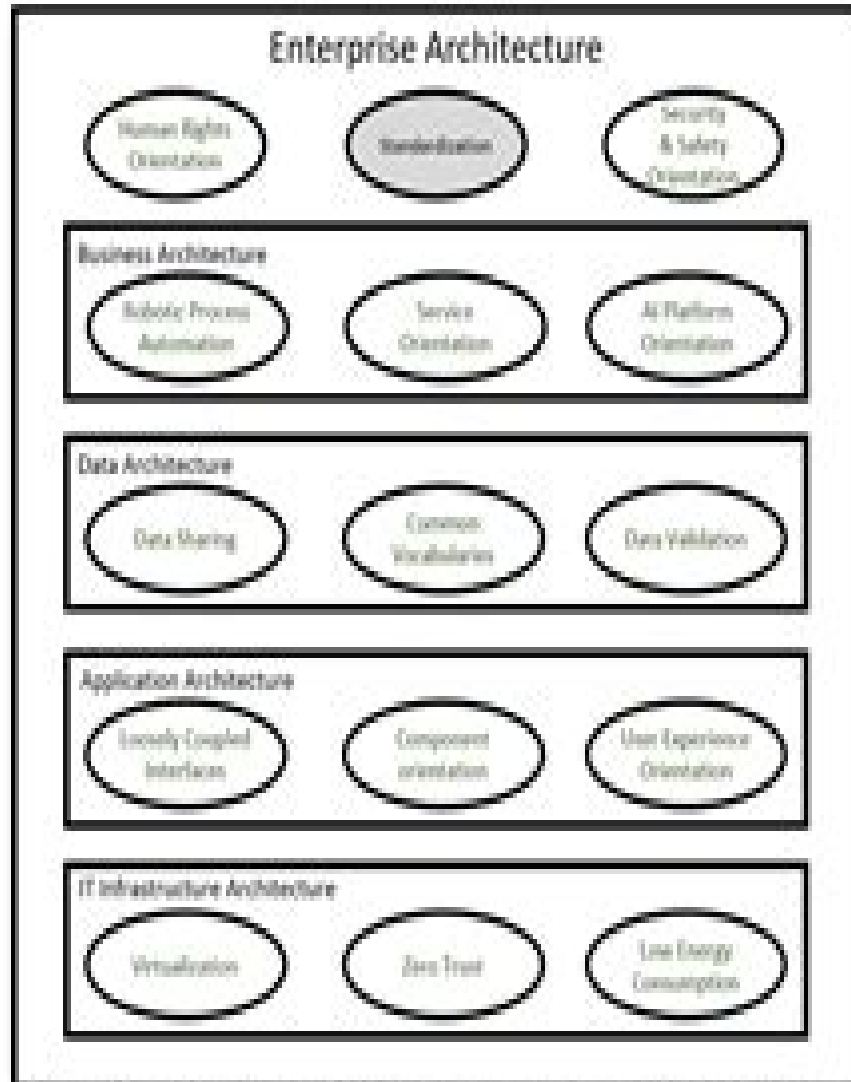 Enterprise Architecture
Human Rights
Orientation
Standardization
Security
& Safety
Orientation
Business Architecture
Robotic Process
Automation
Service
Orientation
AI Platform
Orientation
Data Architecture
Data Sharing
Common
Vocabularies
Data Validation
Application Architecture
Loosely Coupled
Interfaces
Component
orientation
User Experience
Orientation
IT Infrastructure Architecture
Virtualization
Zero Trust
Low Energy
Consumption